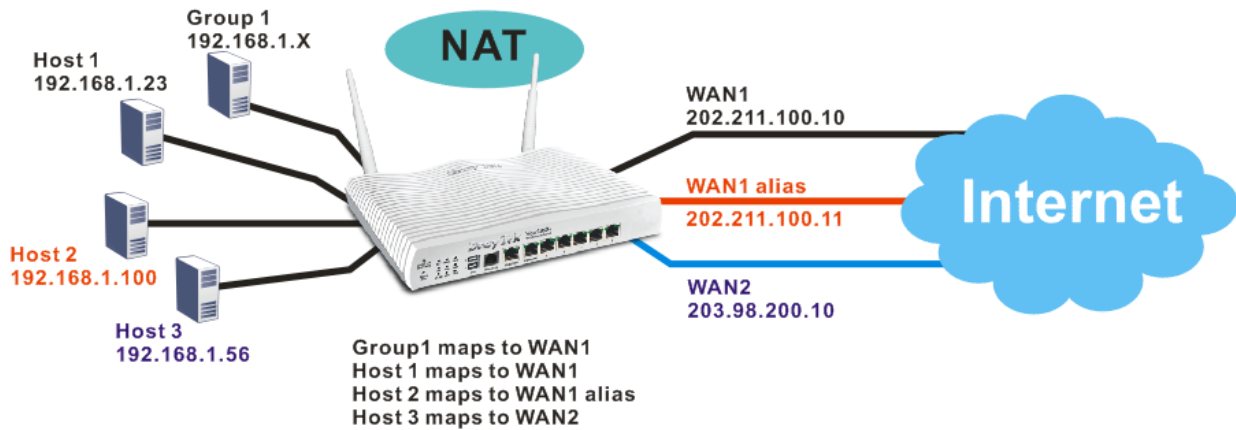 Group 1
192.168.1.X
Host 1
192.168.1.23
Host 2
192.168.1.100
Host 3
192.168.1.56
NAT
WAN1
202.211.100.10
WAN1 alias
202.211.100.11
WAN2
203.98.200.10
Internet
Group1 maps to WAN1
Host 1 maps to WAN1
Host 2 maps to WAN1 alias
Host 3 maps to WAN2